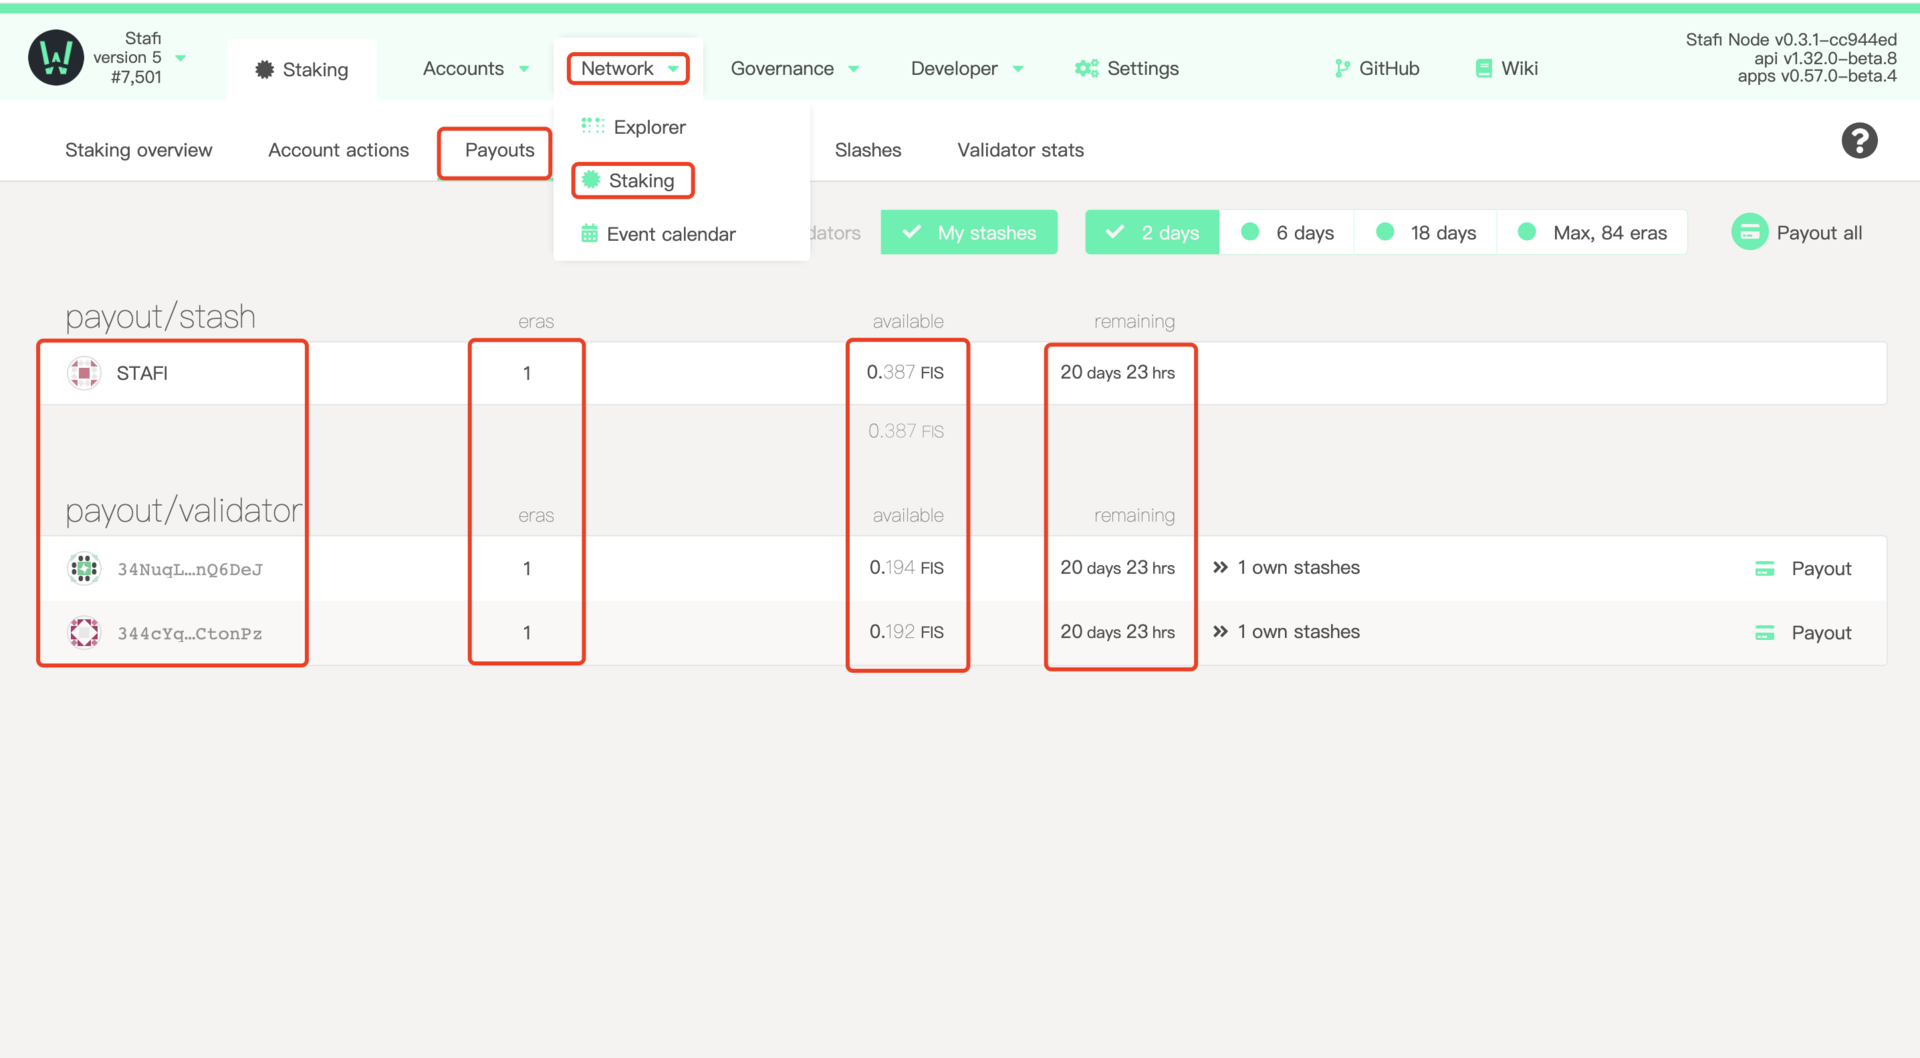 Stafi
version 5
#7,501
Staking
Accounts
Network
Governance
Developer
Settings
GitHub
Wiki
Stafi Node v0.3.1-cc944ed
api v1.32.0-beta.8
apps v0.57.0-beta.4
Explorer
Staking
Event calendar
Staking overview
Account actions
Payouts
Slashes
Validator stats
?
dators
My stashes
2 days
6 days
18 days
Max, 84 eras
Payout all
payout/stash eras available remaining
STAFI 1 0.387 FIS 20 days 23 hrs
0.387 FIS
payout/validator eras available remaining
34NuqL…nQ6DeJ 1 0.194 FIS 20 days 23 hrs 1 own stashes Payout
344cYq…CtonPz 1 0.192 FIS 20 days 23 hrs 1 own stashes Payout